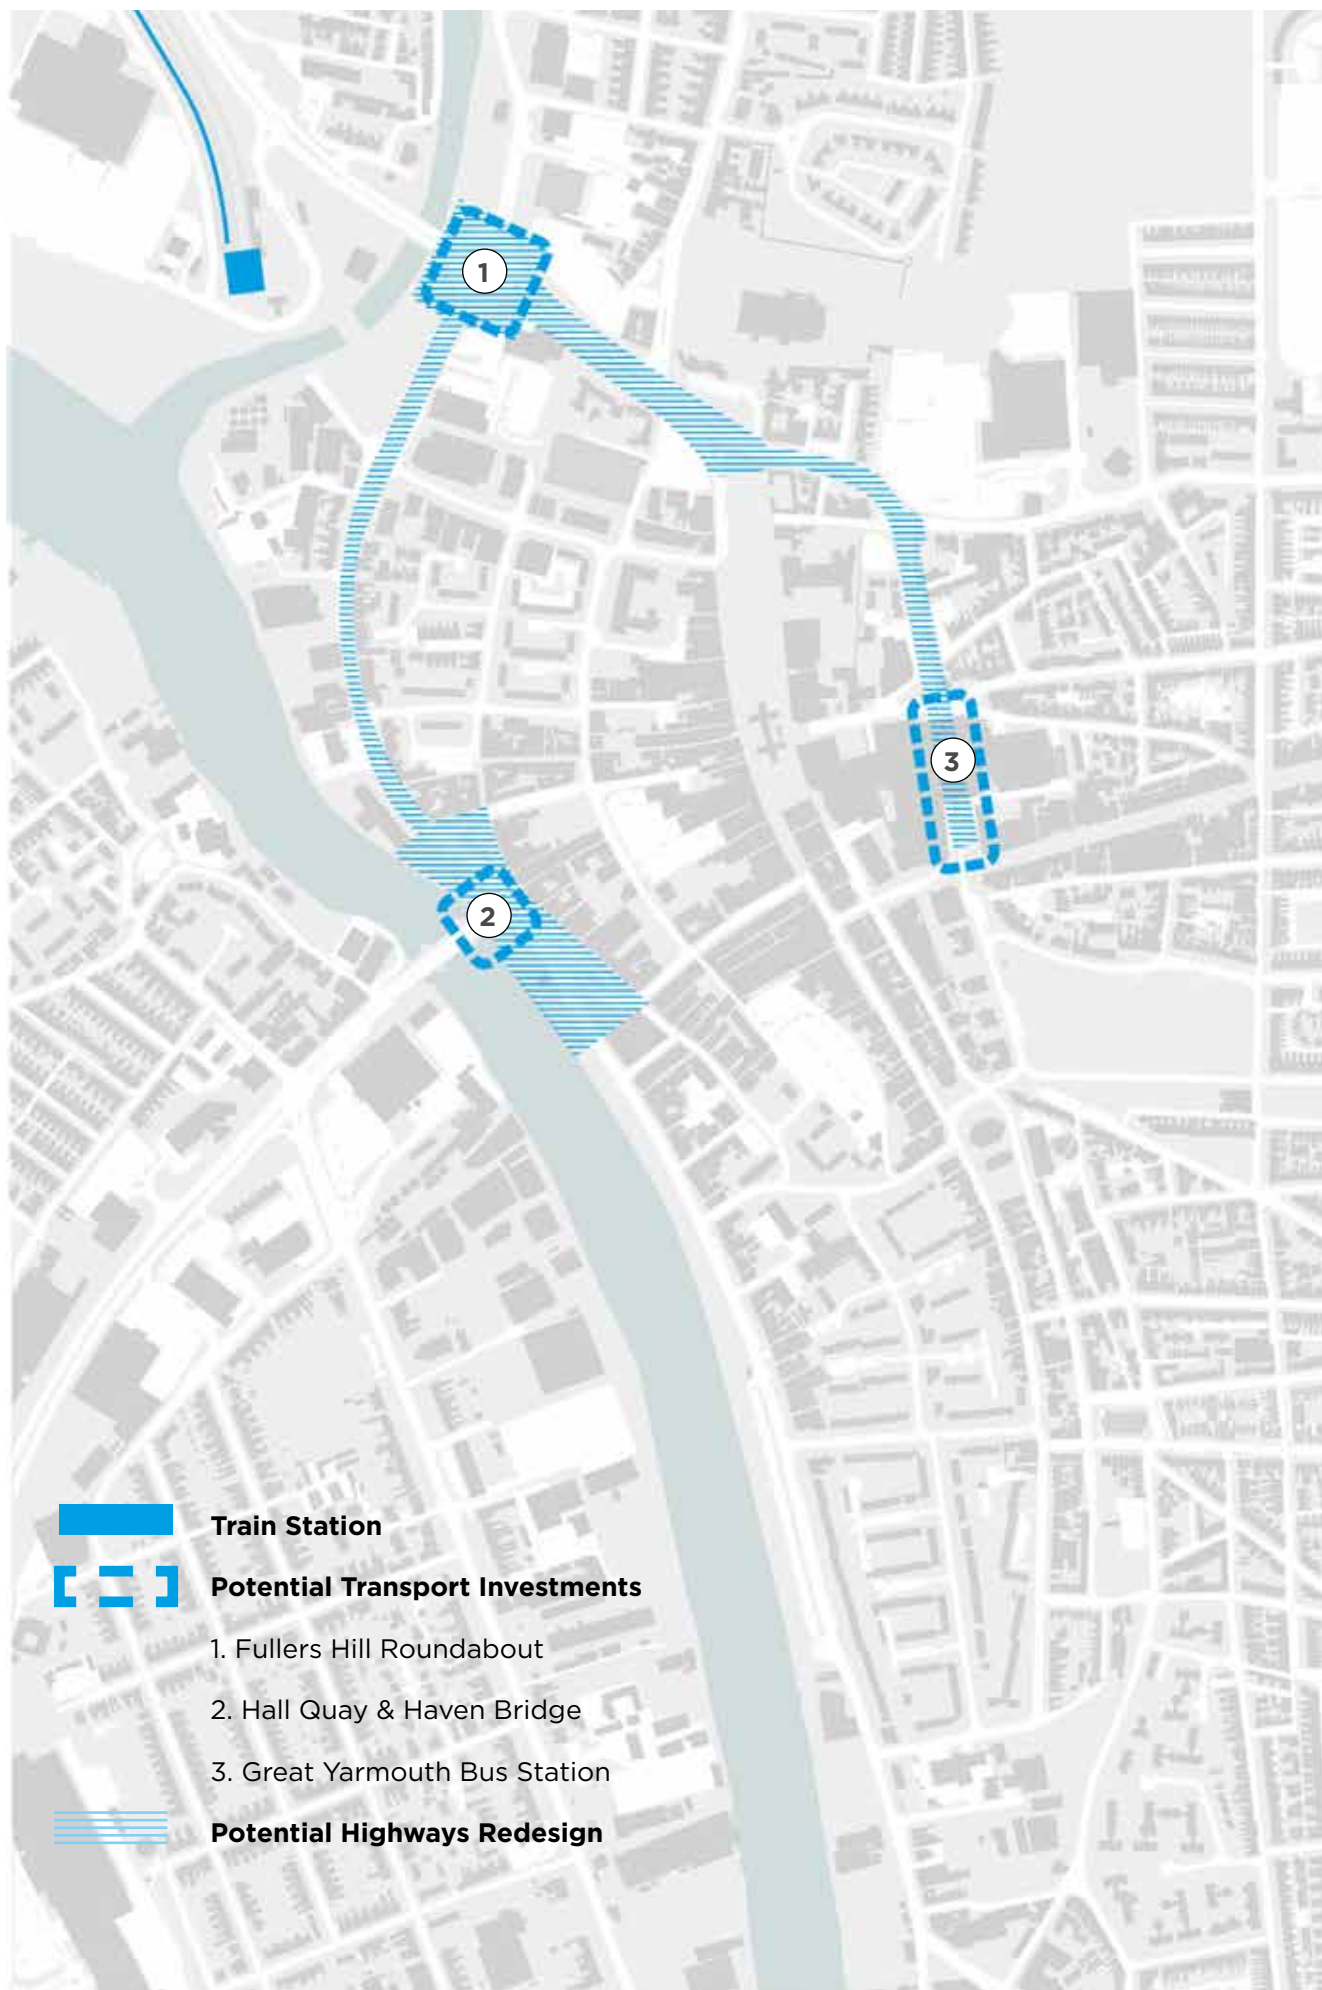 1
3
2
Train Station
Potential Transport Investments
1. Fullers Hill Roundabout
2. Hall Quay & Haven Bridge
3. Great Yarmouth Bus Station
Potential Highways Redesign